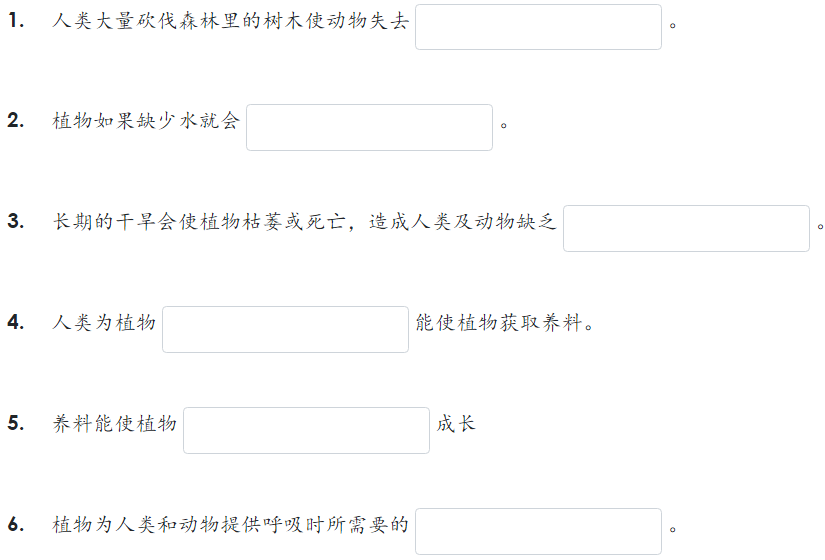 1. 人类大量砍伐森林里的树木使动物失去 。
2. 植物如果缺少水就会 。
3. 长期的干旱会使植物枯萎或死亡，造成人类及动物缺乏 。
4. 人类为植物 能使植物获取养料。
5. 养料能使植物 成长
6. 植物为人类和动物提供呼吸时所需要的 。